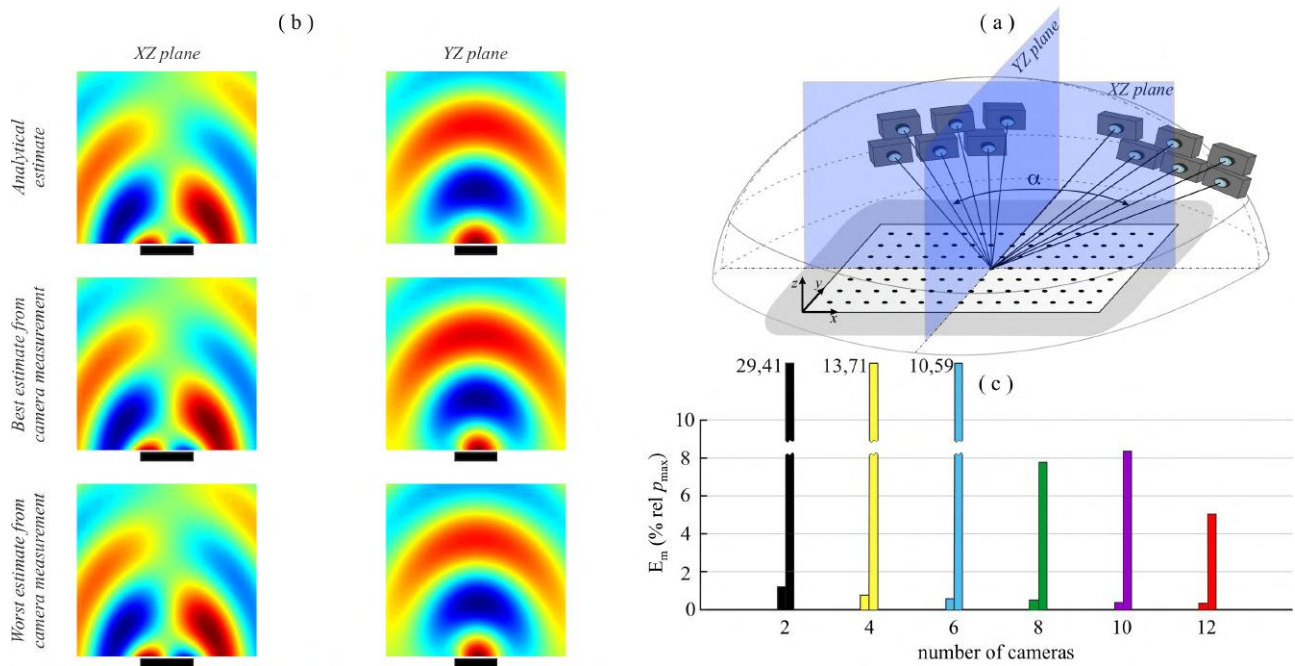 ( b )
XZ plane
YZ plane
Analytical
estimate
Best estimate from
camera measurement
Worst estimate from
camera measurement
( a )
YZ plane
XZ plane
α
z
y
x
( c )
29,41
13,71
10,59
10
8
6
4
2
0
E_m (% rel p_max)
2
4
6
8
10
12
number of cameras